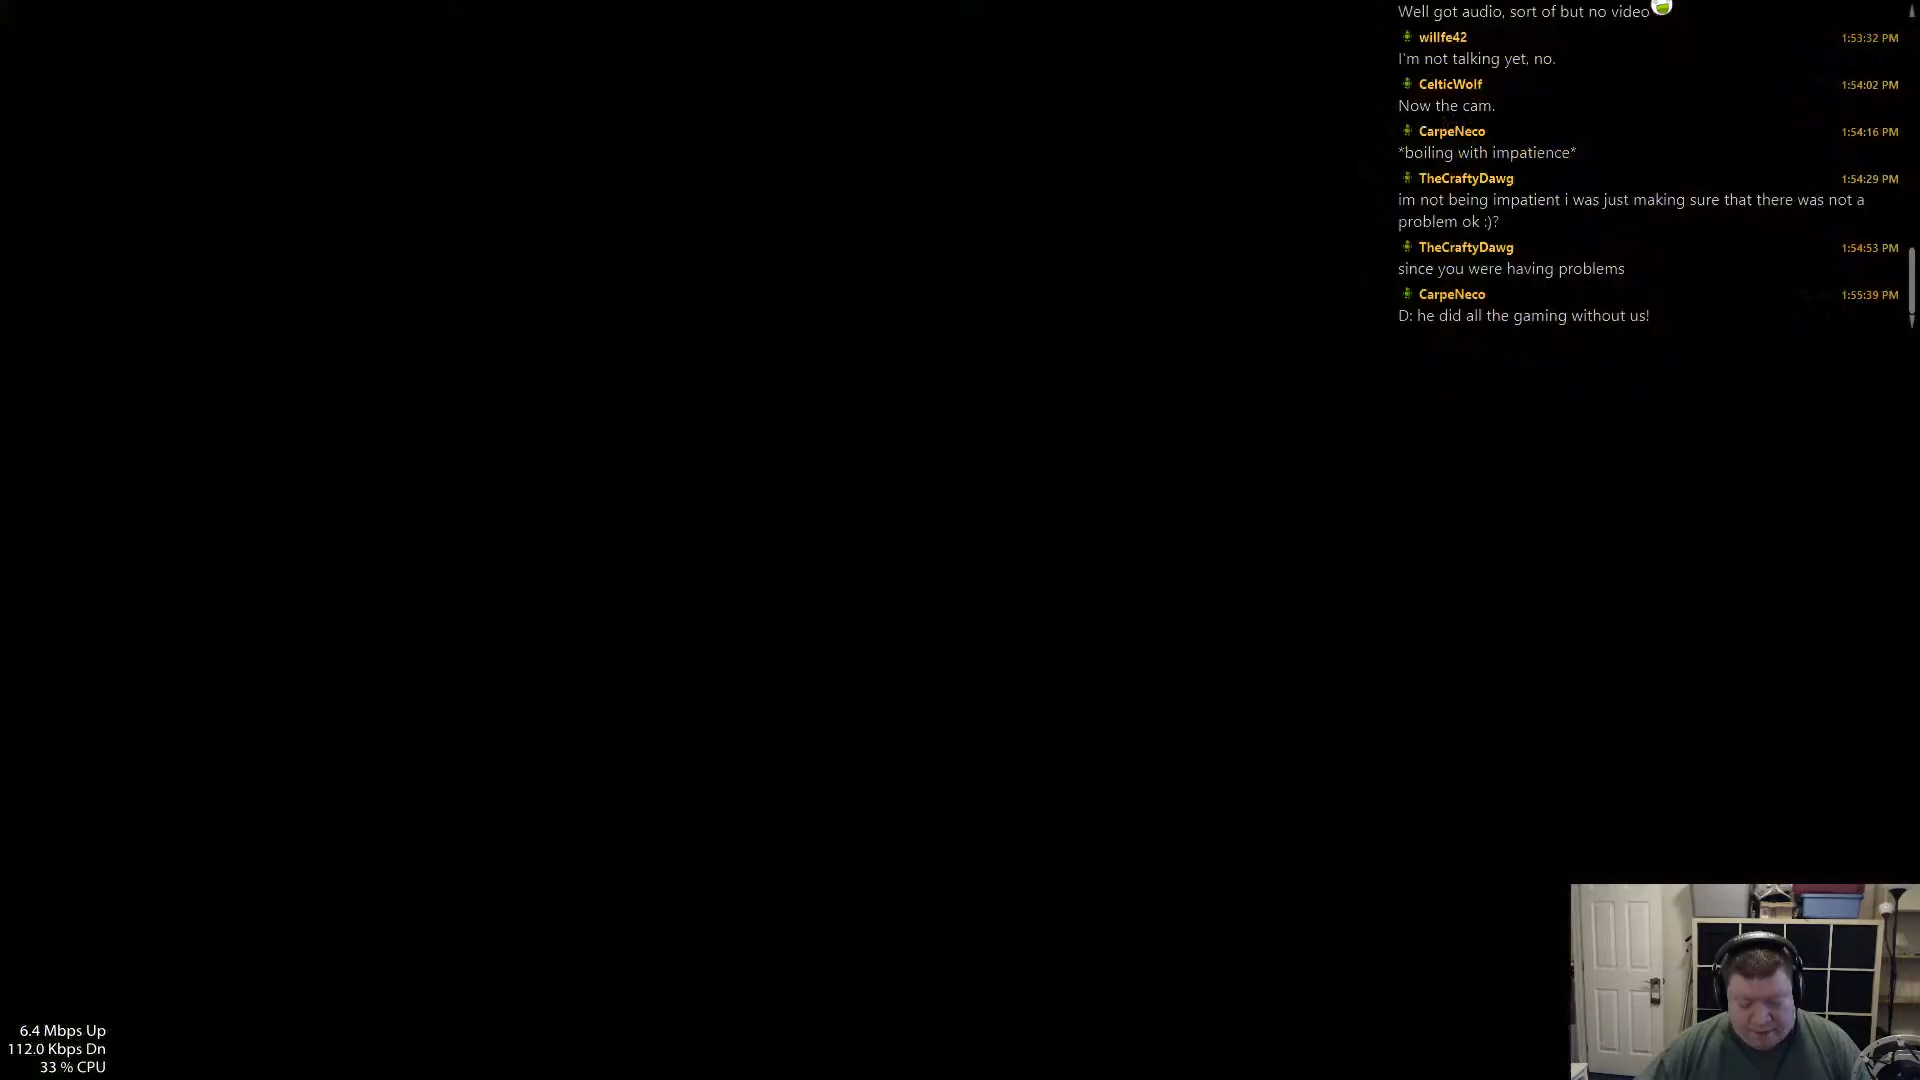 Well got audio, sort of but no video
willfe42 1:53:32 PM
I'm not talking yet, no.
CelticWolf 1:54:02 PM
Now the cam.
CarpeNeco 1:54:16 PM
*boiling with impatience*
TheCraftyDawg 1:54:29 PM
im not being impatient i was just making sure that there was not a
problem ok :)?
TheCraftyDawg 1:54:53 PM
since you were having problems
CarpeNeco 1:55:39 PM
D: he did all the gaming without us!
6.4 Mbps Up
112.0 Kbps Dn
33 % CPU